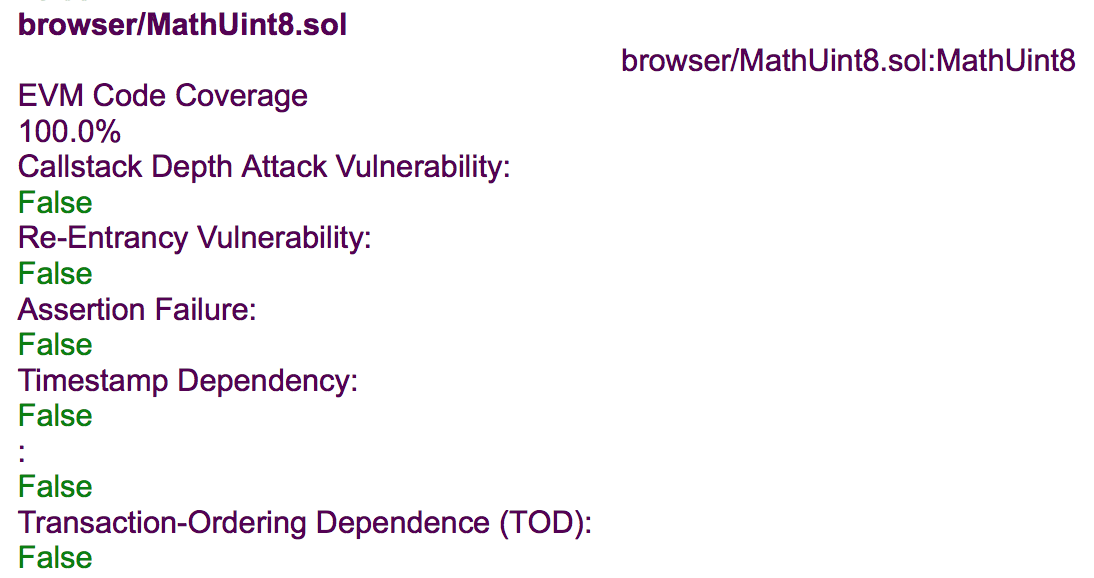 browser/MathUint8.sol
browser/MathUint8.sol:MathUint8
EVM Code Coverage
100.0%
Callstack Depth Attack Vulnerability:
False
Re-Entrancy Vulnerability:
False
Assertion Failure:
False
Timestamp Dependency:
False
:
False
Transaction-Ordering Dependence (TOD):
False